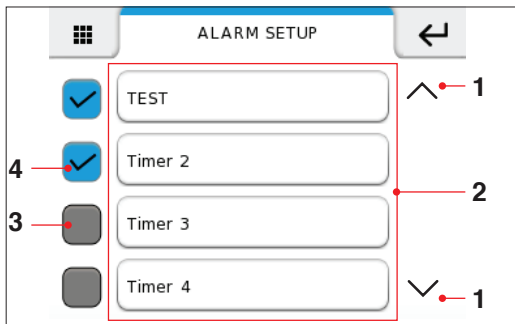 ALARM SETUP
TEST
1
Timer 2
4
2
Timer 3
3
Timer 4
1